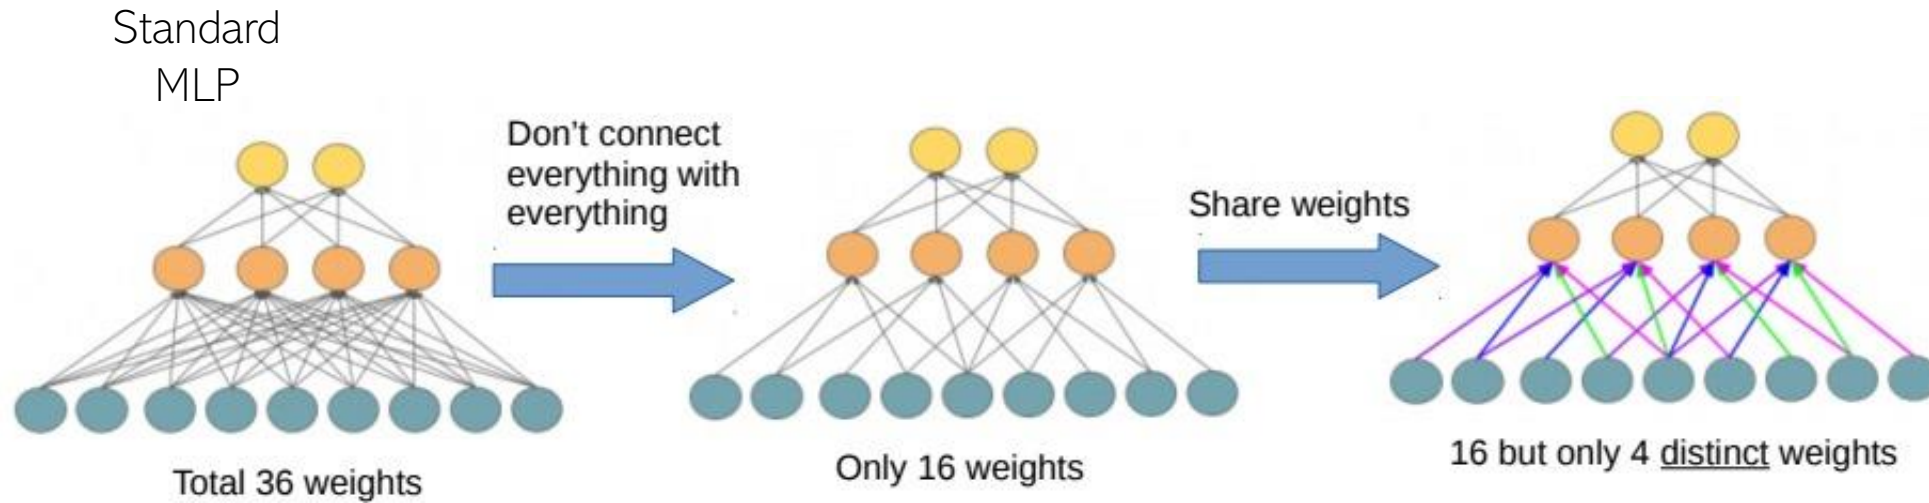 Standard
MLP
Don't connect
everything with
everything
Share weights
Total 36 weights
Only 16 weights
16 but only 4 distinct weights